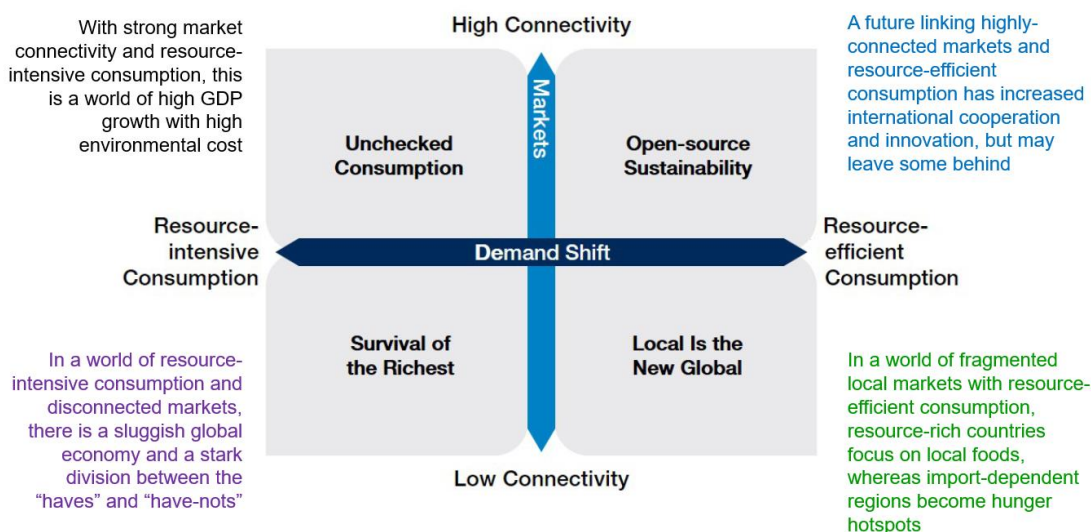 High Connectivity
With strong market
connectivity and resource-
intensive consumption, this
is a world of high GDP
growth with high
environmental cost
A future linking highly-
connected markets and
resource-efficient
consumption has increased
international cooperation
and innovation, but may
leave some behind
Markets
Unchecked
Consumption
Open-source
Sustainability
Resource-
intensive
Consumption
Demand Shift
Resource-
efficient
Consumption
Survival of
the Richest
Local Is the
New Global
In a world of resource-
intensive consumption and
disconnected markets,
there is a sluggish global
economy and a stark
division between the
“haves” and “have-nots”
In a world of fragmented
local markets with resource-
efficient consumption,
resource-rich countries
focus on local foods,
whereas import-dependent
regions become hunger
hotspots
Low Connectivity